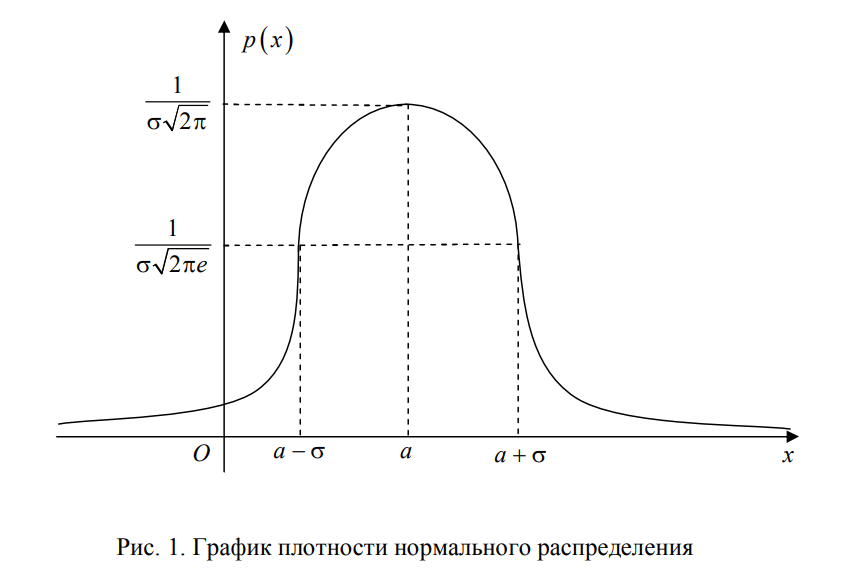 p(x)
1/(σ√2π)
1/(σ√2πe)
O a − σ a a + σ x
Рис. 1. График плотности нормального распределения